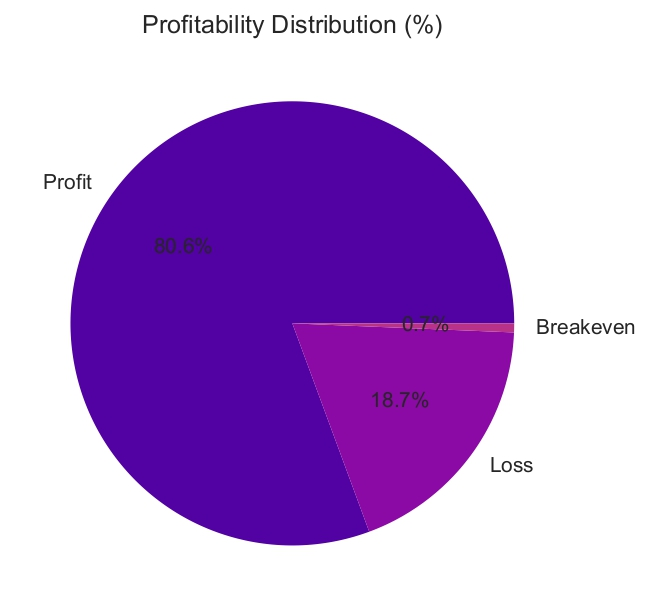 Profitability Distribution (%)
Profit
80.6%
0.7%
Breakeven
18.7%
Loss